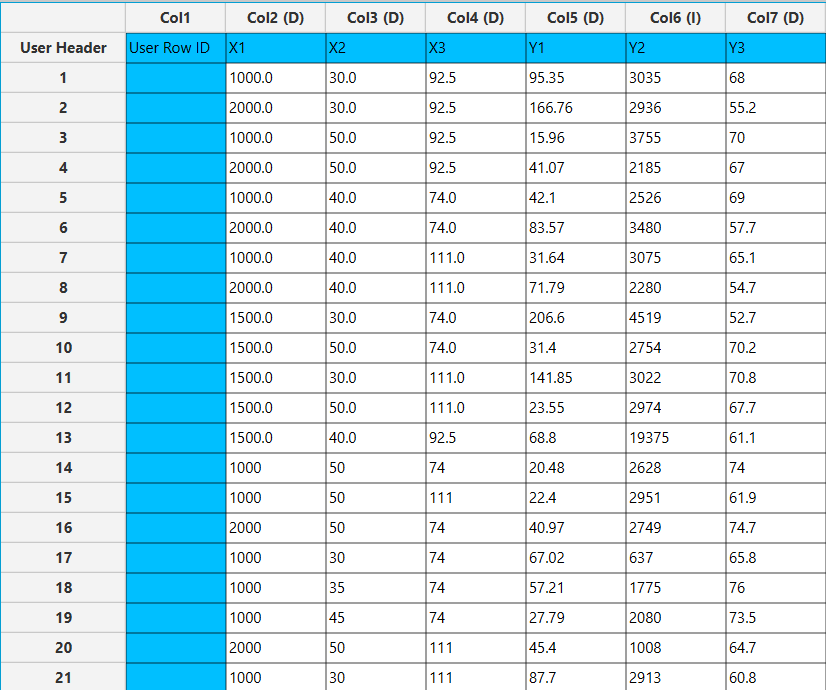 Col1 Col2 (D) Col3 (D) Col4 (D) Col5 (D) Col6 (I) Col7 (D)
User Header User Row ID X1 X2 X3 Y1 Y2 Y3
1 1000.0 30.0 92.5 95.35 3035 68
2 2000.0 30.0 92.5 166.76 2936 55.2
3 1000.0 50.0 92.5 15.96 3755 70
4 2000.0 50.0 92.5 41.07 2185 67
5 1000.0 40.0 74.0 42.1 2526 69
6 2000.0 40.0 74.0 83.57 3480 57.7
7 1000.0 40.0 111.0 31.64 3075 65.1
8 2000.0 40.0 111.0 71.79 2280 54.7
9 1500.0 30.0 74.0 206.6 4519 52.7
10 1500.0 50.0 74.0 31.4 2754 70.2
11 1500.0 30.0 111.0 141.85 3022 70.8
12 1500.0 50.0 111.0 23.55 2974 67.7
13 1500.0 40.0 92.5 68.8 19375 61.1
14 1000 50 74 20.48 2628 74
15 1000 50 111 22.4 2951 61.9
16 2000 50 74 40.97 2749 74.7
17 1000 30 74 67.02 637 65.8
18 1000 35 74 57.21 1775 76
19 1000 45 74 27.79 2080 73.5
20 2000 50 111 45.4 1008 64.7
21 1000 30 111 87.7 2913 60.8